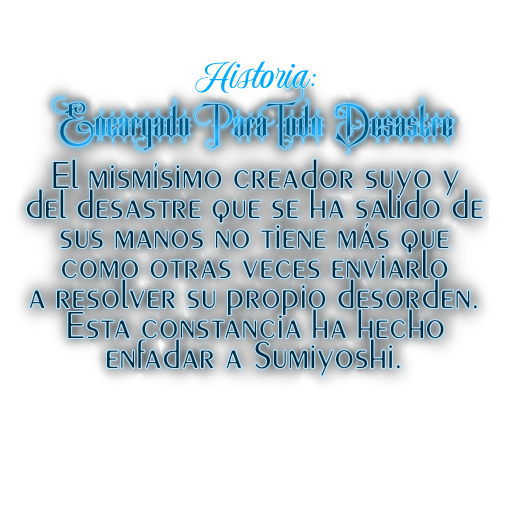 Historia:
Encargado Para Todo Desastre
El mismísimo creador suyo y
del desastre que se ha salido de
sus manos no tiene más que
como otras veces enviarlo
a resolver su propio desorden.
Esta constancia ha hecho
enfadar a Sumiyoshi.